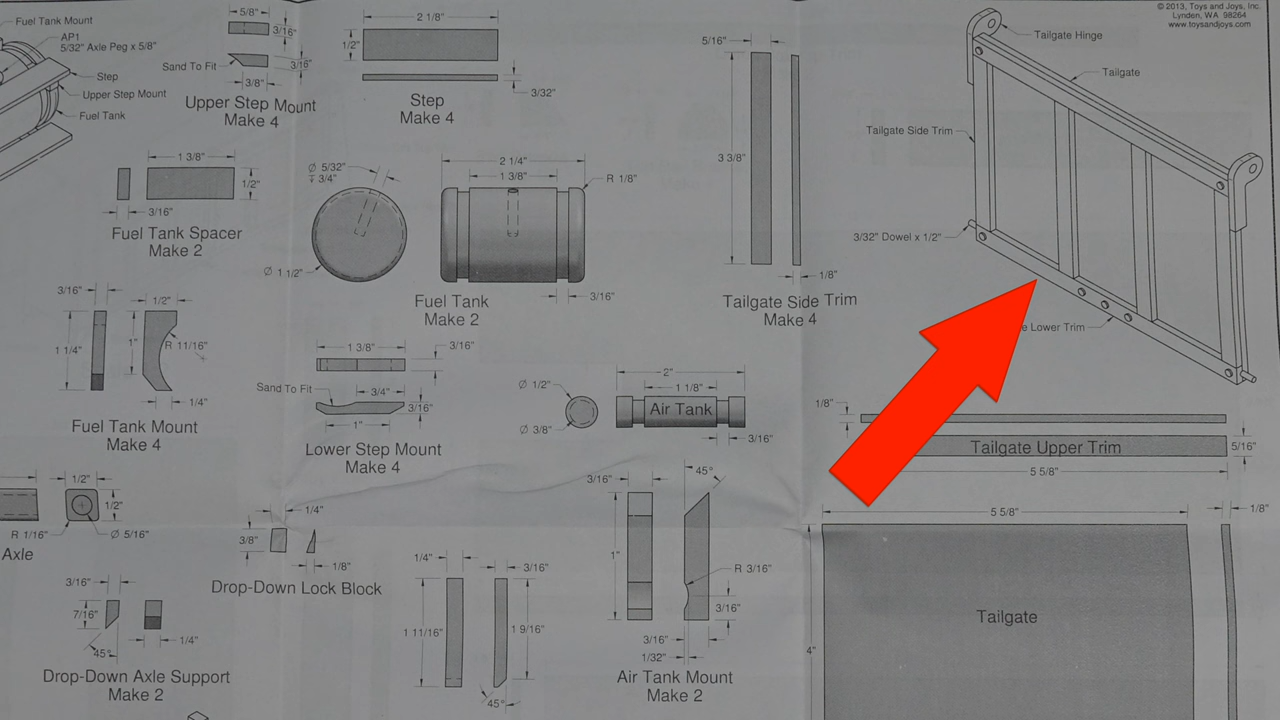 Fuel Tank Mount
AP1
5/32" Axle Peg x 5/8"
Step
Upper Step Mount
Fuel Tank
5/8"
3/16"
Sand To Fit
3/16"
3/8"
Upper Step Mount
Make 4
2 1/8"
1/2"
3/32"
Step
Make 4
5/16"
3 3/8"
1/8"
Tailgate Side Trim
Make 4
© 2013, Toys and Joys, Inc.
Lynden, WA 98264
www.toysandjoys.com
Tailgate Hinge
Tailgate
Tailgate Side Trim
3/32" Dowel x 1/2"
e Lower Trim
1 3/8"
1/2"
3/16"
Fuel Tank Spacer
Make 2
Ø 5/32"
↧ 3/4"
Ø 1 1/2"
2 1/4"
1 3/8"
R 1/8"
3/16"
Fuel Tank
Make 2
3/16"
1/2"
1 1/4"
1"
R 11/16"
1/4"
Fuel Tank Mount
Make 4
1 3/8"
3/16"
Sand To Fit
3/4"
3/16"
1"
Lower Step Mount
Make 4
Ø 1/2"
Ø 3/8"
2"
1 1/8"
Air Tank
3/16"
1/8"
Tailgate Upper Trim
5/16"
5 5/8"
1/2"
1/2"
R 1/16"
Ø 5/16"
Axle
1/4"
3/8"
1/8"
Drop-Down Lock Block
3/16"
7/16"
45°
1/4"
Drop-Down Axle Support
Make 2
1/4"
3/16"
1 11/16"
1 9/16"
45°
3/16"
45°
1"
R 3/16"
3/16"
3/16"
1/32"
Air Tank Mount
Make 2
5 5/8"
1/8"
4"
Tailgate